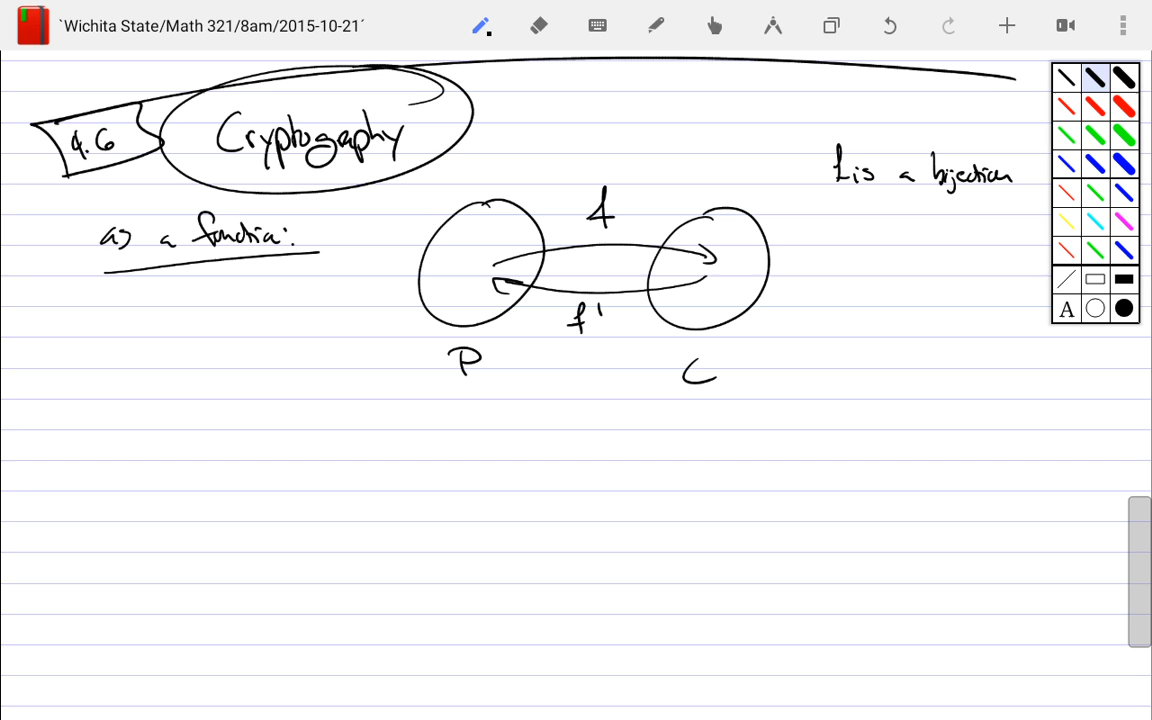 `Wichita State/Math 321/8am/2015-10-21´
4.6 Cryptography
f is a bijection
as a function:
f
f⁻¹
P C
A